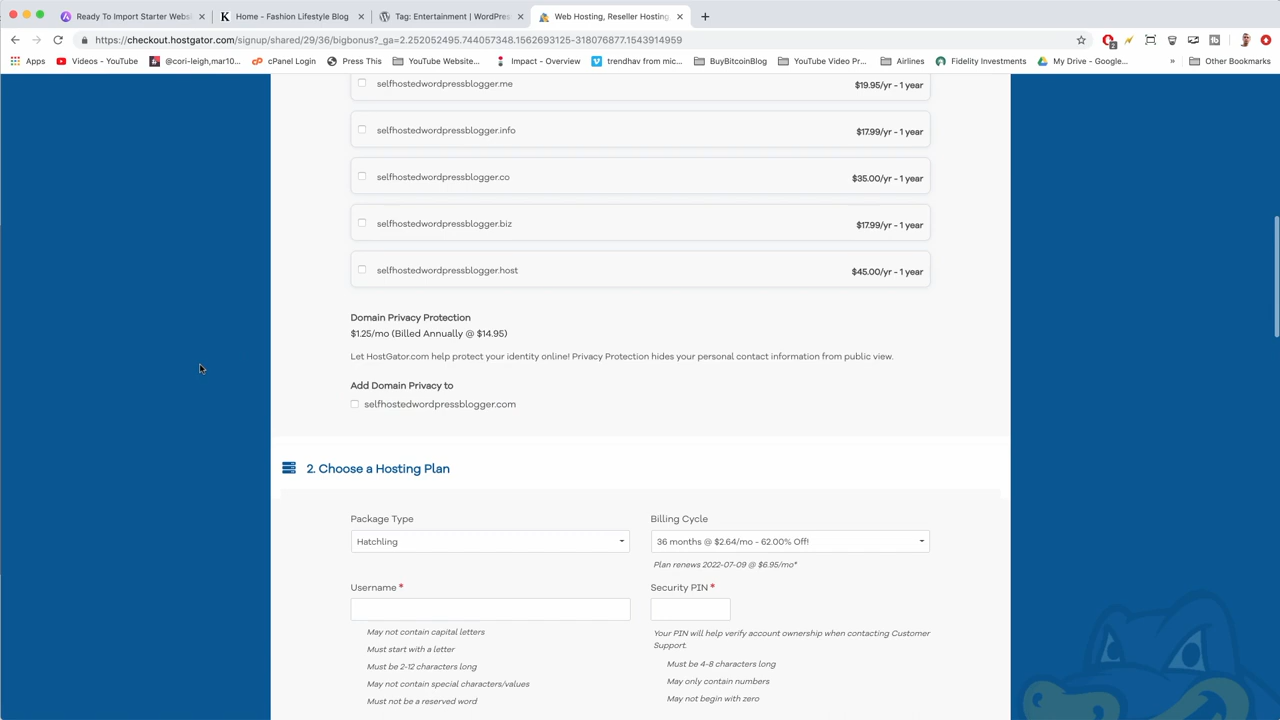 Ready To Import Starter Websi
Home - Fashion Lifestyle Blog
Tag: Entertainment | WordPress
Web Hosting, Reseller Hosting
https://checkout.hostgator.com/signup/shared/29/36/bigbonus?_ga=2.252052495.744057348.1562693125-318076877.1543914959
2
Apps
Videos - YouTube
@cori-leigh,mar10...
cPanel Login
Press This
YouTube Website...
Impact - Overview
trendhav from mic...
BuyBitcoinBlog
YouTube Video Pr...
Airlines
Fidelity Investments
My Drive - Google...
»
Other Bookmarks
selfhostedwordpressblogger.me $19.95/yr - 1 year
selfhostedwordpressblogger.info $17.99/yr - 1 year
selfhostedwordpressblogger.co $35.00/yr - 1 year
selfhostedwordpressblogger.biz $17.99/yr - 1 year
selfhostedwordpressblogger.host $45.00/yr - 1 year
Domain Privacy Protection
$1.25/mo (Billed Annually @ $14.95)
Let HostGator.com help protect your identity online! Privacy Protection hides your personal contact information from public view.
Add Domain Privacy to
selfhostedwordpressblogger.com
2. Choose a Hosting Plan
Package Type
Hatchling
Billing Cycle
36 months @ $2.64/mo - 62.00% Off!
Plan renews 2022-07-09 @ $6.95/mo*
Username *
May not contain capital letters
Must start with a letter
Must be 2-12 characters long
May not contain special characters/values
Must not be a reserved word
Security PIN *
Your PIN will help verify account ownership when contacting Customer
Support.
Must be 4-8 characters long
May only contain numbers
May not begin with zero